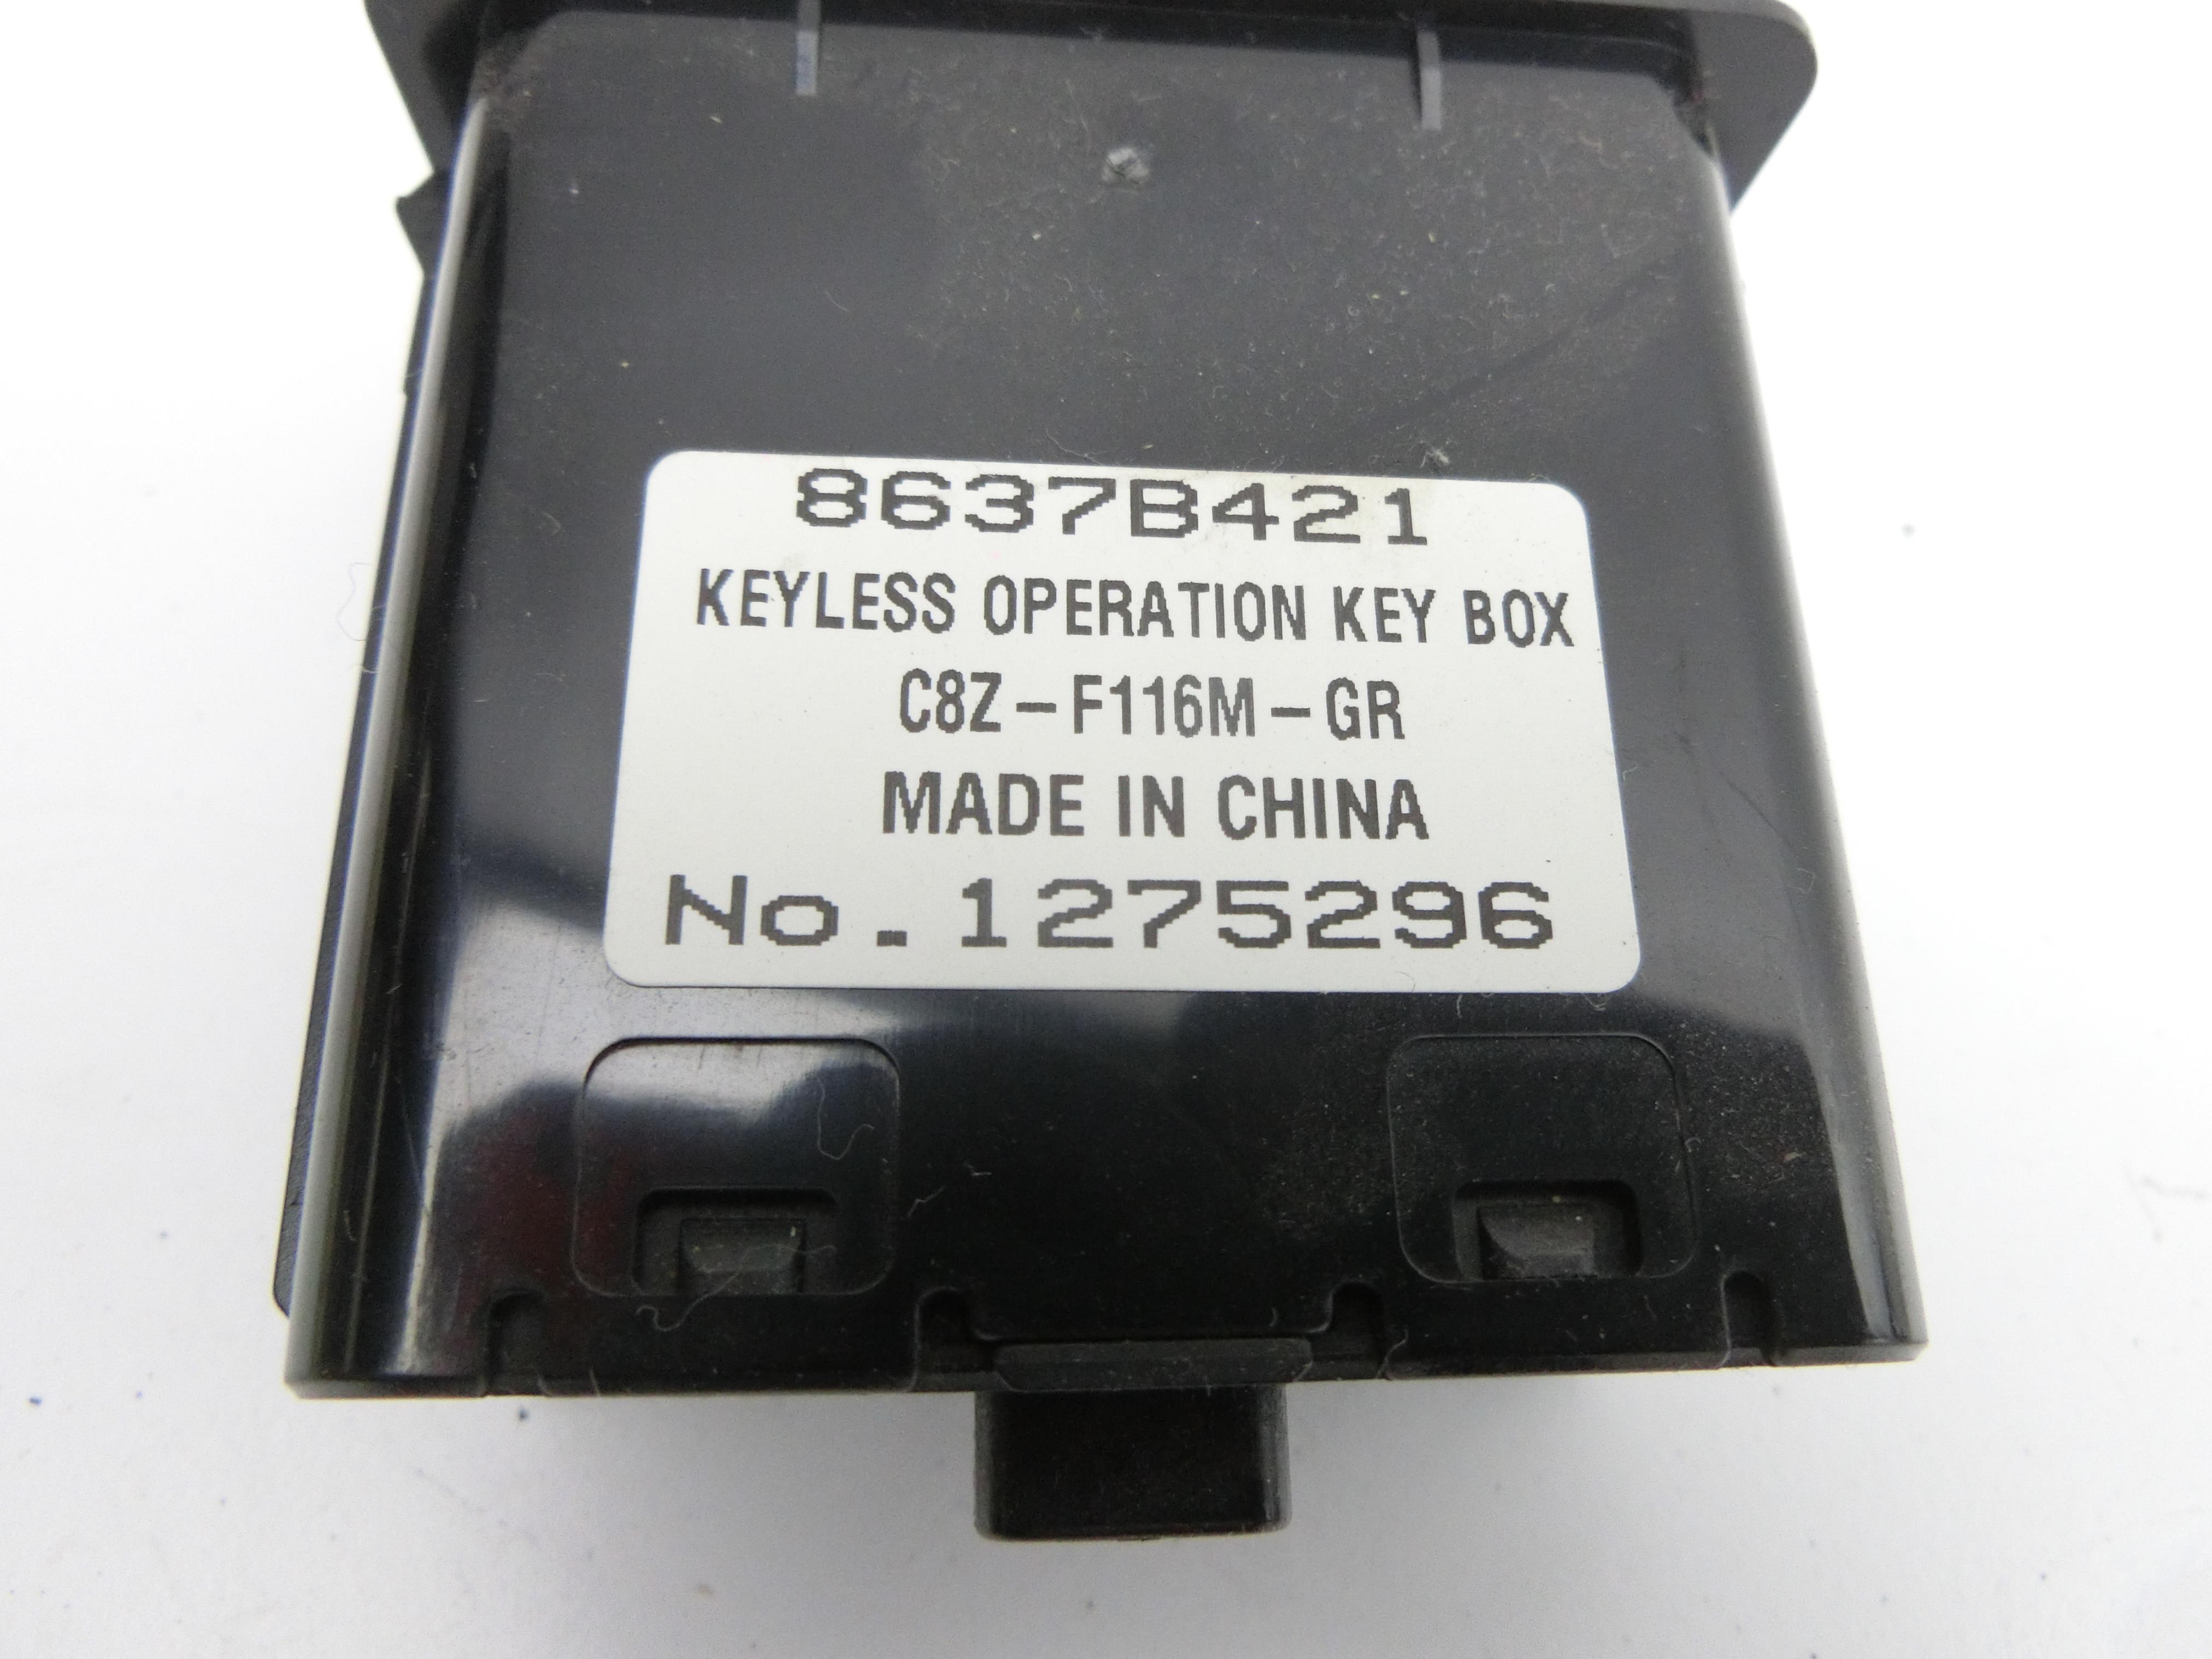 8637B421
KEYLESS OPERATION KEY BOX
C8Z-F116M-GR
MADE IN CHINA
No.1275296